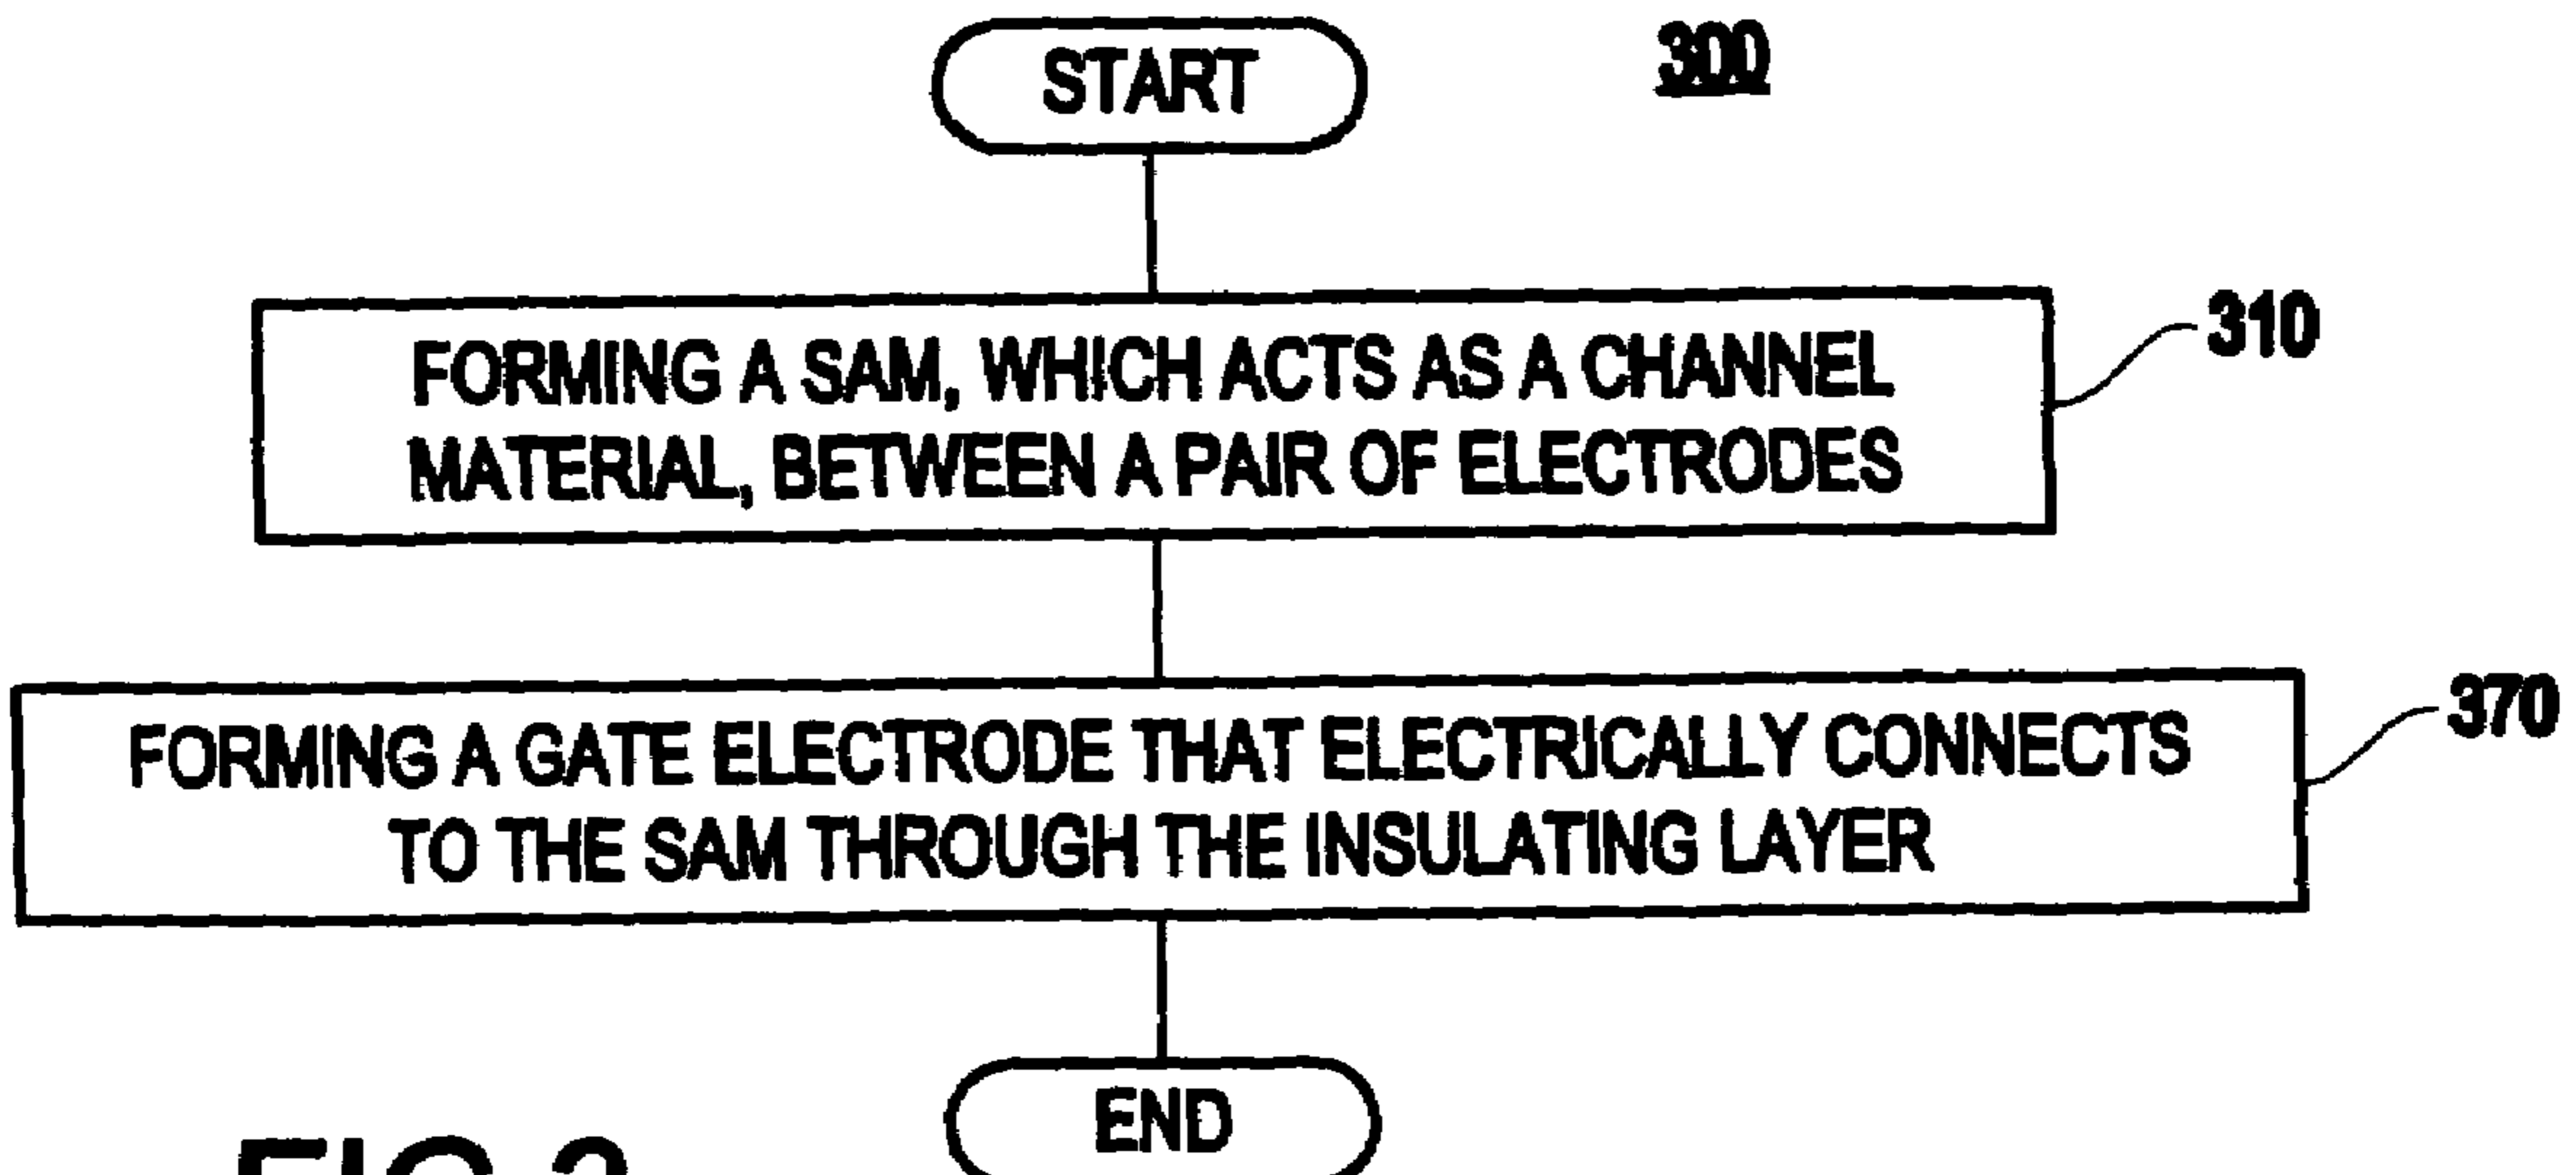 START
300
FORMING A SAM, WHICH ACTS AS A CHANNEL
MATERIAL, BETWEEN A PAIR OF ELECTRODES
310
FORMING A GATE ELECTRODE THAT ELECTRICALLY CONNECTS
TO THE SAM THROUGH THE INSULATING LAYER
370
END